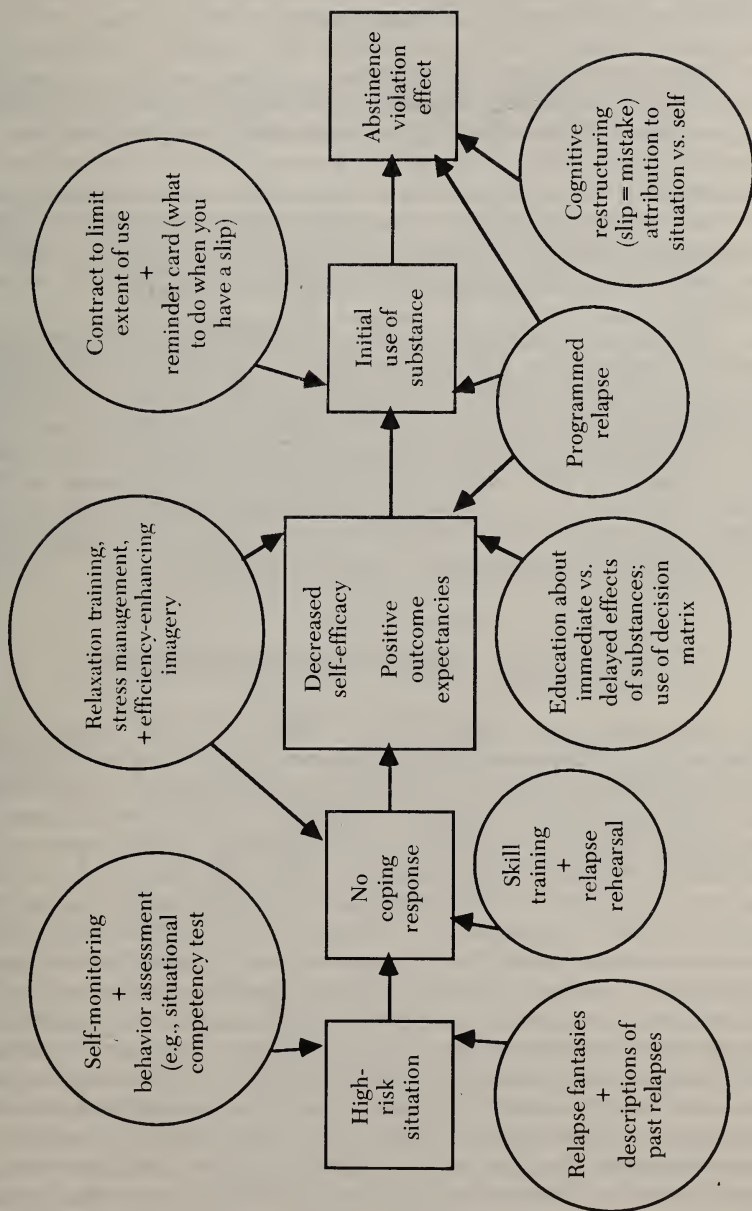 Self-monitoring
+
behavior assessment
(e.g., situational
competency test)
Relaxation training,
stress management,
+ efficiency-enhancing
imagery
Contract to limit
extent of use
+
reminder card (what
to do when you
have a slip)
High-
risk
situation
No
coping
response
Decreased
self-efficacy
Positive
outcome
expectancies
Initial
use of
substance
Abstinence
violation
effect
Relapse fantasies
+
descriptions of
past relapses
Skill
training
+
relapse
rehearsal
Education about
immediate vs.
delayed effects
of substances;
use of decision
matrix
Programmed
relapse
Cognitive
restructuring
(slip = mistake)
attribution to
situation vs. self